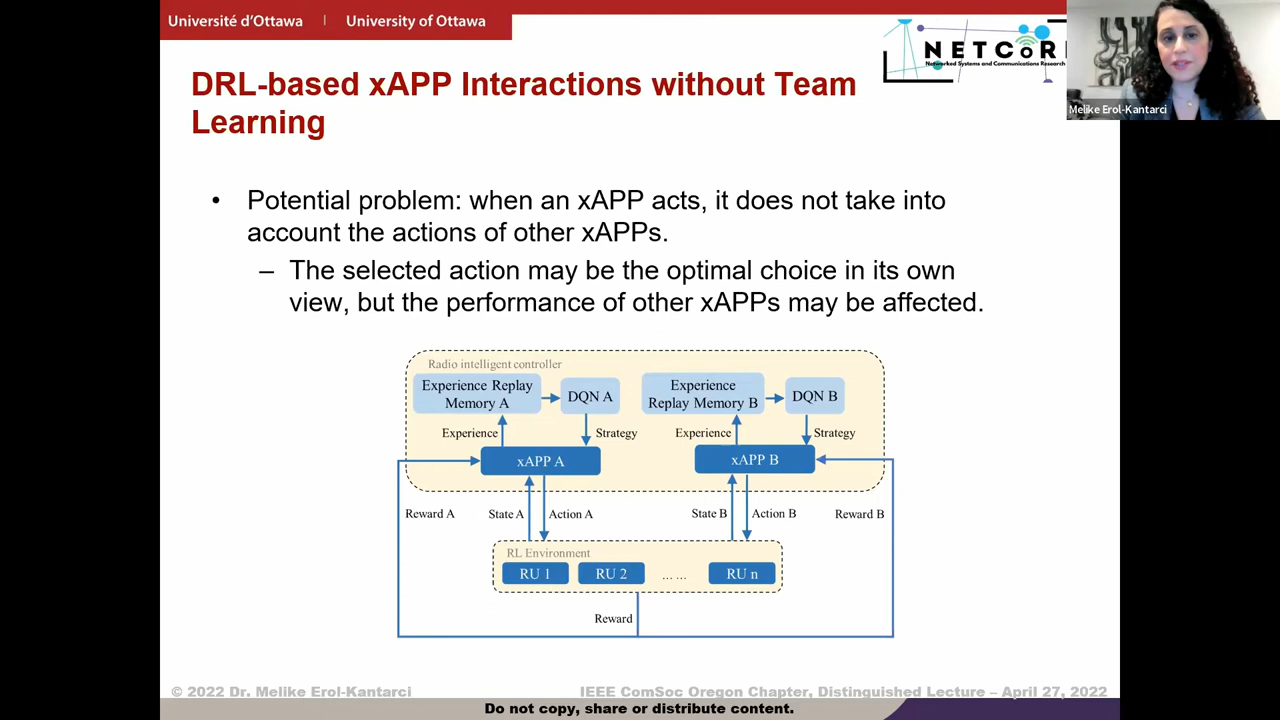 Université d'Ottawa | University of Ottawa
NETCOR
Networked Systems and Communications Research
Melike Erol-Kantarci
DRL-based xAPP Interactions without Team
Learning
• Potential problem: when an xAPP acts, it does not take into
account the actions of other xAPPs.
– The selected action may be the optimal choice in its own
view, but the performance of other xAPPs may be affected.
Radio intelligent controller
Experience Replay
Memory A
DQN A
Experience
Replay Memory B
DQN B
Experience
Strategy
Experience
Strategy
xAPP A
xAPP B
Reward A
State A
Action A
State B
Action B
Reward B
RL Environment
RU 1
RU 2
... ...
RU n
Reward
© 2022 Dr. Melike Erol-Kantarci
IEEE ComSoc Oregon Chapter, Distinguished Lecture – April 27, 2022
Do not copy, share or distribute content.